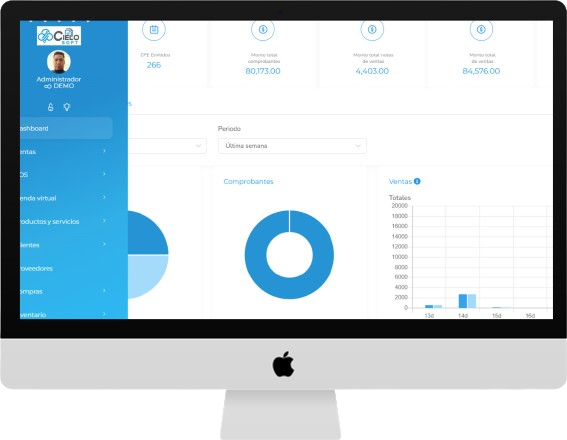 CIECO
SOFT
Administrador
DEMO
ashboard
entas
OS
enda virtual
roductos y servicios
ientes
roveedores
ompras
ventario
CFE Emitidos
266
Monto total
comprobantes
80,173.00
Monto total notas
de ventas
4,403.00
Monto total
de ventas
84,576.00
es
Periodo
Última semana
Comprobantes
Ventas
Totales
20000
18000
16000
14000
12000
10000
8000
6000
4000
2000
0
13d
14d
15d
16d